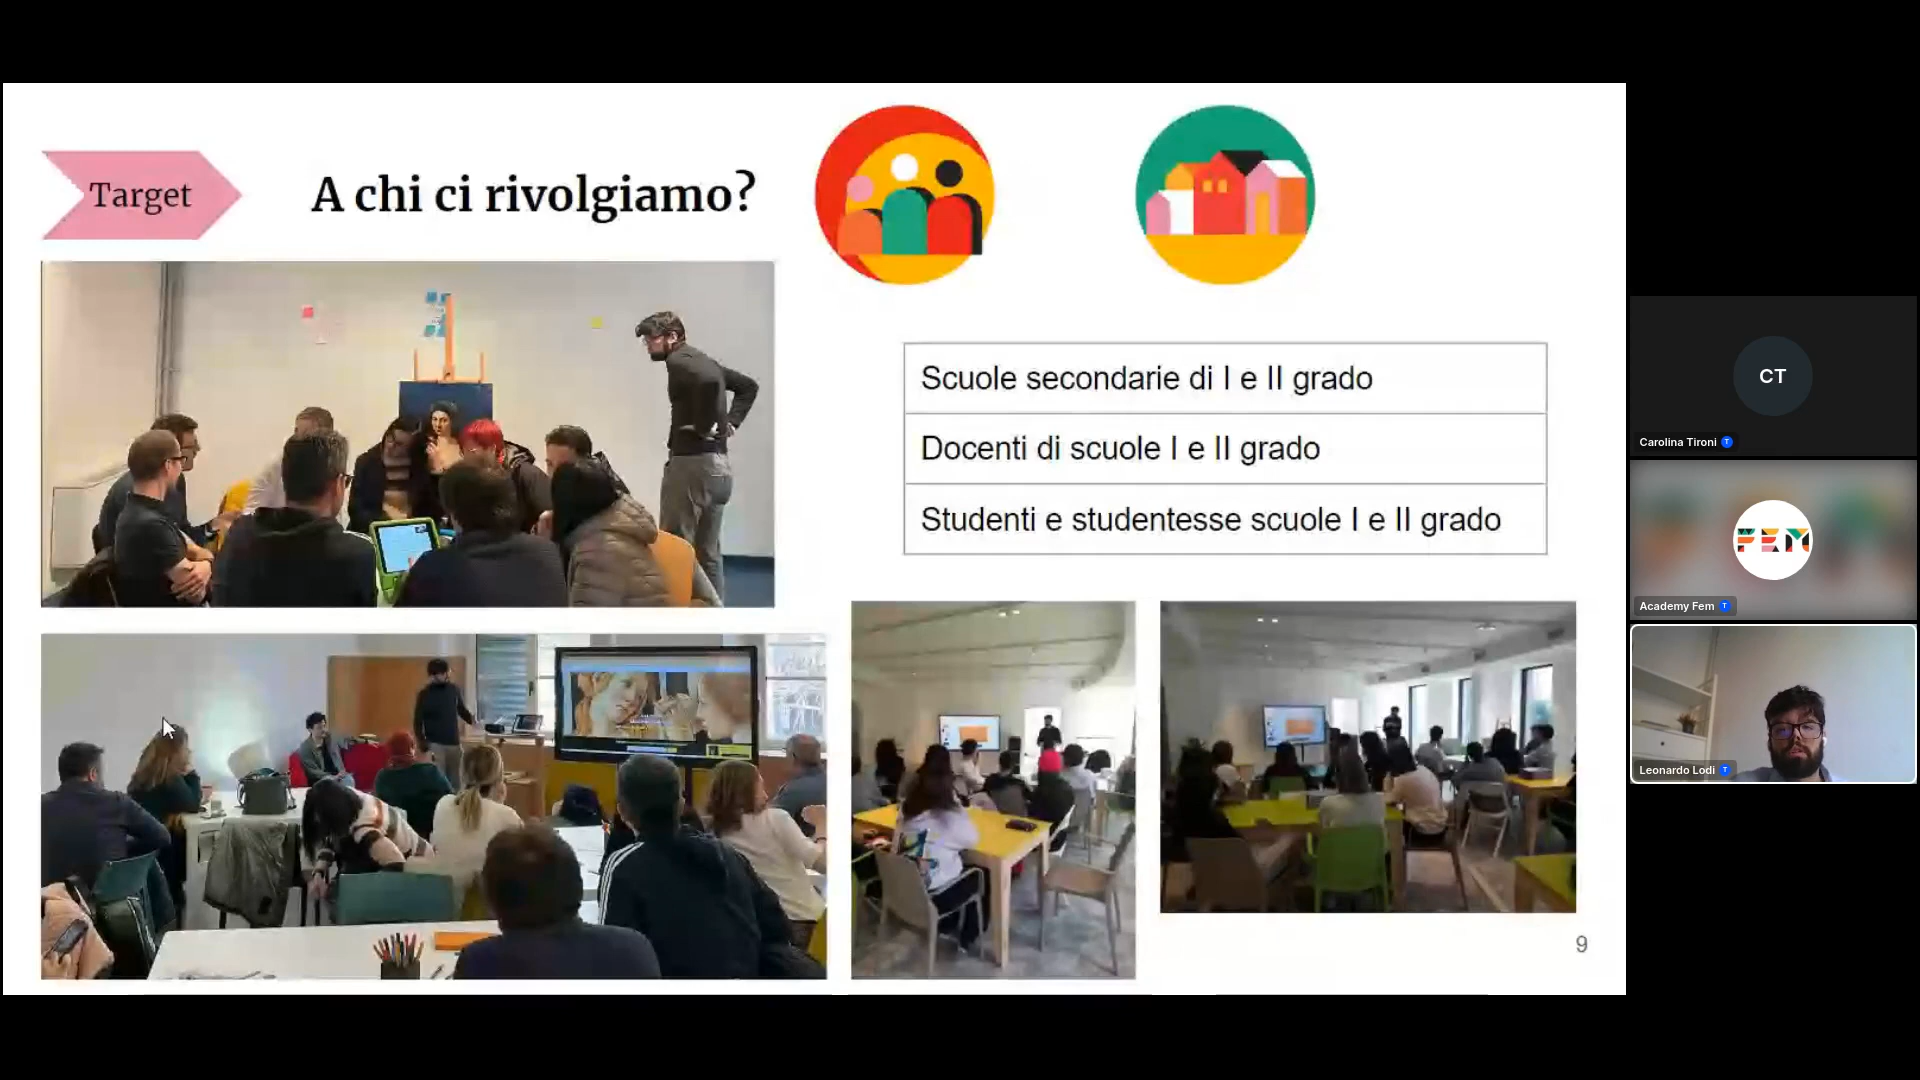 Target
A chi ci rivolgiamo?
Scuole secondarie di I e II grado
Docenti di scuole I e II grado
Studenti e studentesse scuole I e II grado
9
CT
Carolina Tironi
T
FEM
Academy Fem
T
Leonardo Lodi
T